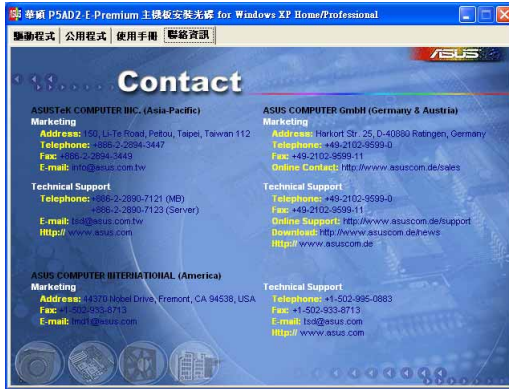 華碩 P5AD2-E-Premium 主機板安裝光碟 for Windows XP Home/Professional
驅動程式 公用程式 使用手冊 聯絡資訊
ASUS
Contact
ASUSTeK COMPUTER INC. (Asia-Pacific)
Marketing
Address: 150, Li-Te Road, Peitou, Taipei, Taiwan 112
Telephone: +886-2-2894-3447
Fax: +886-2-2894-3449
E-mail: info@asus.com.tw
Technical Support
Telephone: +886-2-2890-7121 (MB)
+886-2-2890-7123 (Server)
E-mail: tsd@asus.com.tw
Http:// www.asus.com
ASUS COMPUTER GmbH (Germany & Austria)
Marketing
Address: Harkort Str. 25, D-40880 Ratingen, Germany
Telephone: +49-2102-9599-0
Fax: +49-2102-9599-11
Online Contact: http://www.asuscom.de/sales
Technical Support
Telephone: +49-2102-9599-0
Fax: +49-2102-9599-11
Online Support: http://www.asuscom.de/support
Download: http://www.asuscom.de/news
Http:// www.asuscom.de
ASUS COMPUTER INTERNATIONAL (America)
Marketing
Address: 44370 Nobel Drive, Fremont, CA 94538, USA
Fax: +1-502-933-8713
E-mail: tmd1@asus.com
Technical Support
Telephone: +1-502-995-0883
Fax: +1-502-933-8713
E-mail: tsd@asus.com
Http:// www.asus.com